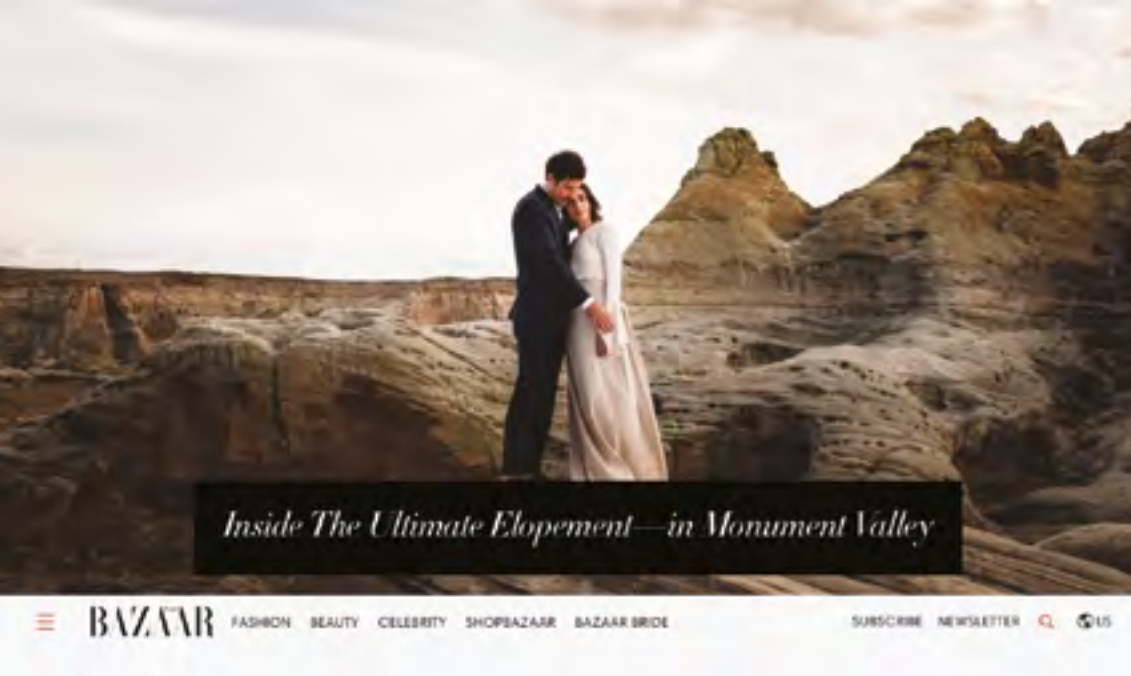 Inside The Ultimate Elopement—in Monument Valley
BAZAAR FASHION BEAUTY CELEBRITY SHOPBAZAAR BAZAAR BRIDE SUBSCRIBE NEWSLETTER US